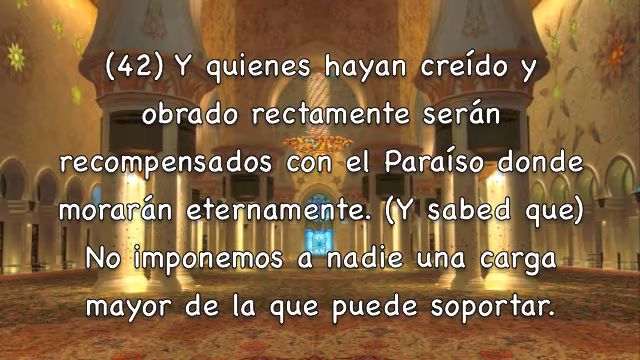 (42) Y quienes hayan creído y
obrado rectamente serán
recompensados con el Paraíso donde
morarán eternamente. (Y sabed que)
No imponemos a nadie una carga
mayor de la que puede soportar.